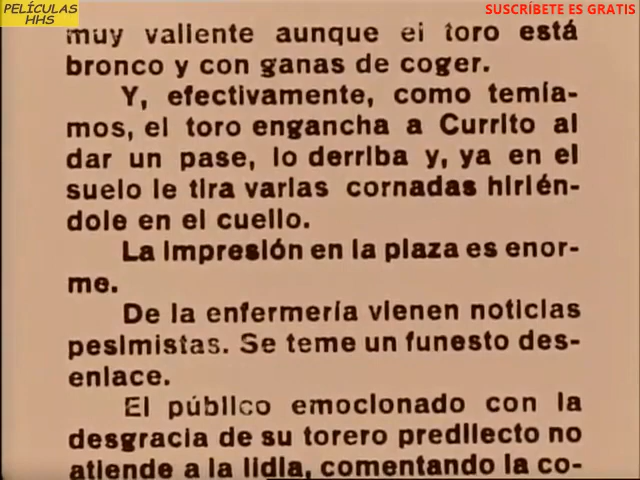 PELÍCULAS
HHS
SUSCRÍBETE ES GRATIS
muy valiente aunque el toro está
bronco y con ganas de coger.
Y, efectivamente, como temía-
mos, el toro engancha a Currito al
dar un pase, lo derriba y, ya en el
suelo le tira varias cornadas hirién-
dole en el cuello.
La impresión en la plaza es enor-
me.
De la enfermería vienen noticias
pesimistas. Se teme un funesto des-
enlace.
El público emocionado con la
desgracia de su torero predilecto no
atiende a la lidia, comentando la co-